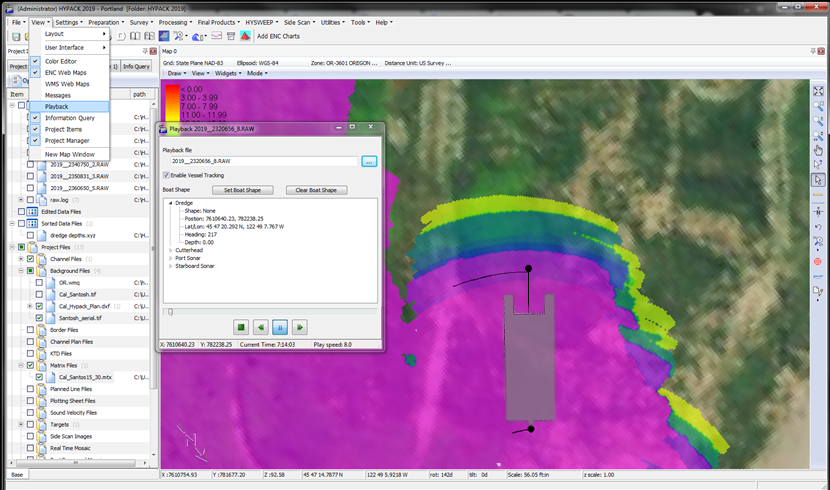 (Administrator) HYPACK 2019 - Portland [Folder: HYPACK 2019]
File View Settings Preparation Survey Processing Final Products HYSWEEP Side Scan Utilities Tools Help
Add ENC Charts
Layout
User Interface
Color Editor
ENC Web Maps
WMS Web Maps
Messages
Playback
Information Query
Project Items
Project Manager
New Map Window
Info Query
Item
path
2019__2340750_2.RAW
2019__2350831_3.RAW
2019__2360650_5.RAW
raw.log (7)
Edited Data Files
Sorted Data Files (1)
dredge depths.xyz
Project Files
Channel Files (1)
Background Files (4)
OR.wmq
Cal_Santosh.tif
Cal_Hypack_Plan.dxf
Santosh_aerial.tif
Border Files
Channel Plan Files
KTD Files
Matrix Files (1)
Cal_Santos15_30.mtx
Planned Line Files
Plotting Sheet Files
Sound Velocity Files
Targets (1)
Side Scan Images
Real Time Mosaic
Base
Map 0
Grid: State Plane NAD-83 Ellipsoid: WGS-84 Zone: OR-3601 OREGON ... Distance Unit: US Survey ...
Draw View Widgets Mode
< 0.00
3.00 - 3.99
7.00 - 7.99
11.00 - 11.99
Playback 2019__2320656_8.RAW
Playback file
2019__2320656_8.RAW
...
Enable Vessel Tracking
Boat Shape
Set Boat Shape
Clear Boat Shape
Dredge
Shape: None
Position: 7610640.23, 782238.25
Lat/Lon: 45 47 20.292 N, 122 49 7.767 W
Heading: 217
Depth: 0.00
Cutterhead
Port Sonar
Starboard Sonar
X: 7610640.23 Y: 782238.25 Current Time: 7:14:03 Play speed: 8.0
N
X: 7610754.93 Y: 781677.20 Z: 92.58 45 47 14.7877 N 122 49 5.9218 W rot: 142d tilt: 0d Scale: 56.05 ft/in z scale: 1.00